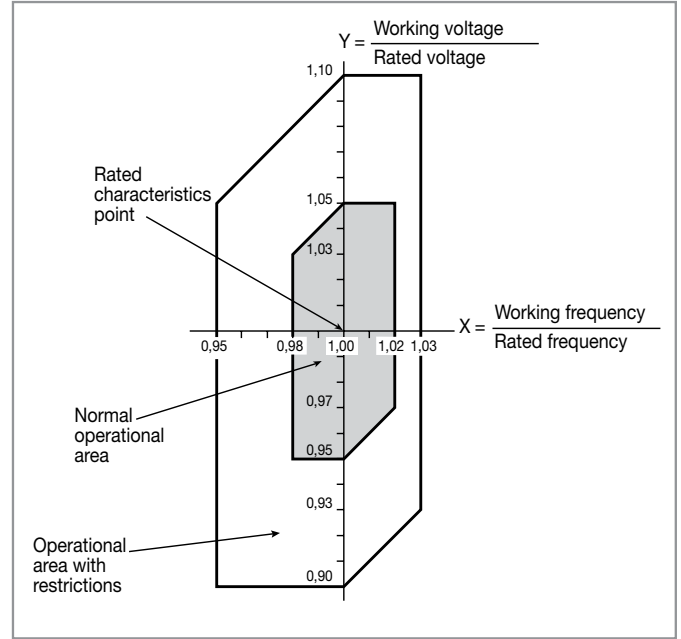 Y = Working voltage
Rated voltage
1,10
Rated
characteristics
point
1,05
1,03
X = Working frequency
Rated frequency
0,95
0,98
1,00
1,02
1,03
Normal
operational
area
0,97
0,95
0,93
Operational
area with
restrictions
0,90